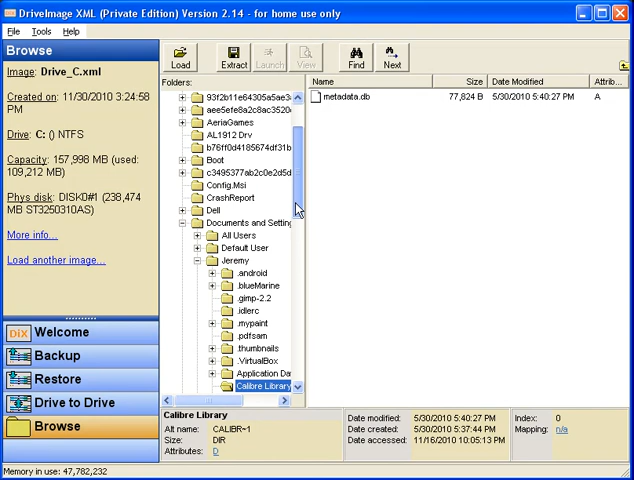 DriveImage XML (Private Edition) Version 2.14 - for home use only
File Tools Help
Browse
Image: Drive_C.xml
Created on: 11/30/2010 3:24:58
PM
Drive: C: () NTFS
Capacity: 157,998 MB (used:
109,212 MB)
Phys disk: DISK0#1 (238,474
MB ST3250310AS)
More info...
Load another image...
DiX Welcome
Backup
Restore
Drive to Drive
Browse
Load Extract Launch View Find Next
Folders:
93f2b11e64305a5ae3
aee5efe8a2c8ac3520
AeriaGames
AL1912 Drv
b76ff0d4185674df31b
Boot
c3495377ab2c0e2d5d
Config.Msi
CrashReport
Dell
Documents and Setting
All Users
Default User
Jeremy
.android
.blueMarine
.gimp-2.2
.idlerc
.mypaint
.pdfsam
.thumbnails
.VirtualBox
Application Da
Calibre Library
Name Size Date Modified Attrib...
metadata.db 77,824 B 5/30/2010 5:40:27 PM A
Calibre Library
Alt name: CALIBR~1
Size: DIR
Attributes: D
Date modified: 5/30/2010 5:40:27 PM
Date created: 5/30/2010 5:37:44 PM
Date accessed: 11/16/2010 10:05:13 PM
Index: 0
Mapping: n/a
Memory in use: 47,782,232